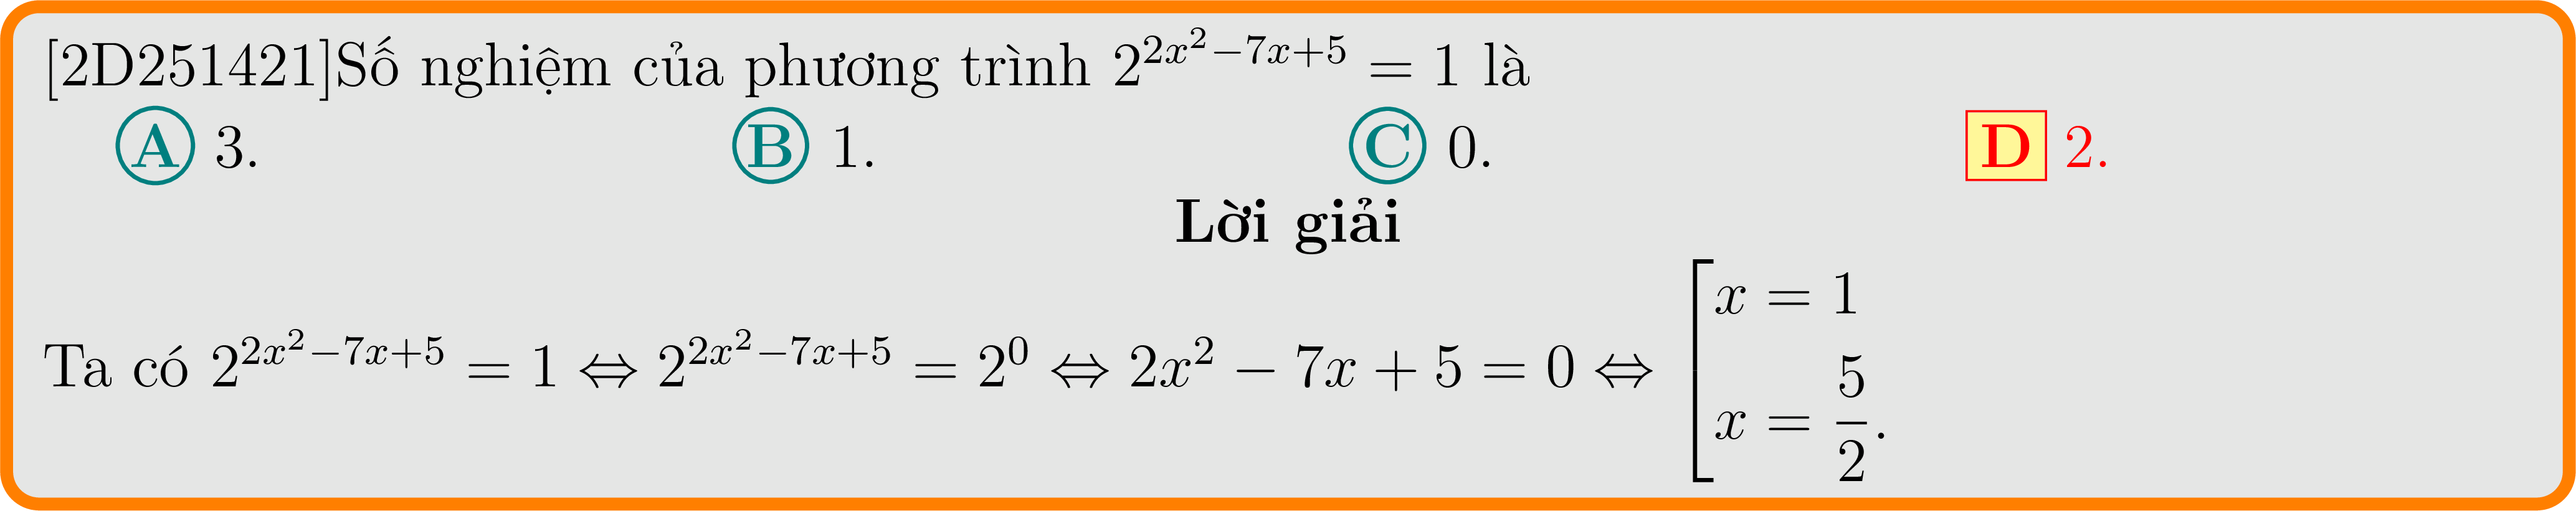 [2D251421]Số nghiệm của phương trình $2^{2x^2-7x+5} = 1$ là
A 3. B 1. C 0. D 2.
Lời giải
Ta có $2^{2x^2-7x+5} = 1 \Leftrightarrow 2^{2x^2-7x+5} = 2^0 \Leftrightarrow 2x^2 - 7x + 5 = 0 \Leftrightarrow \left[\begin{array}{l} x = 1 \\ x = \dfrac{5}{2}. \end{array}\right.$